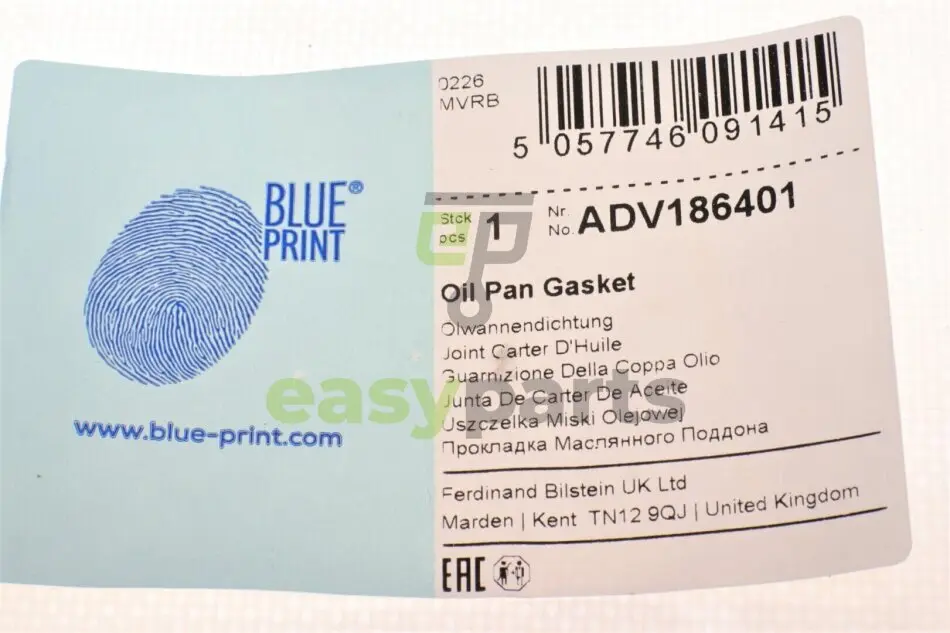 BLUE®
PRINT
www.blue-print.com
0226
MVRB
5 057746 091415
Stck
pcs
1
Nr.
No.
ADV186401
Oil Pan Gasket
Ölwannendichtung
Joint Carter D'Huile
Guarnizione Della Coppa Olio
Junta De Carter De Aceite
Uszczelka Miski Olejowej
Прокладка Маслянного Поддона
Ferdinand Bilstein UK Ltd
Marden | Kent TN12 9QJ | United Kingdom
EAC
ep
easyparts